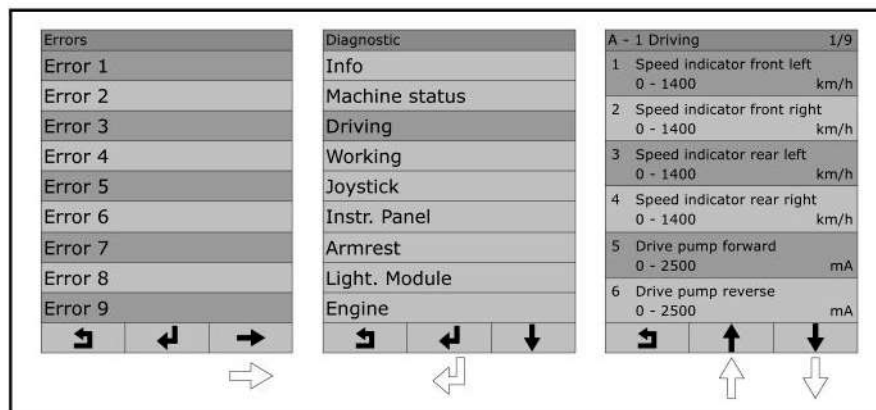 Errors
Error 1
Error 2
Error 3
Error 4
Error 5
Error 6
Error 7
Error 8
Error 9
Diagnostic
Info
Machine status
Driving
Working
Joystick
Instr. Panel
Armrest
Light. Module
Engine
A - 1 Driving 1/9
1 Speed indicator front left
0 - 1400 km/h
2 Speed indicator front right
0 - 1400 km/h
3 Speed indicator rear left
0 - 1400 km/h
4 Speed indicator rear right
0 - 1400 km/h
5 Drive pump forward
0 - 2500 mA
6 Drive pump reverse
0 - 2500 mA